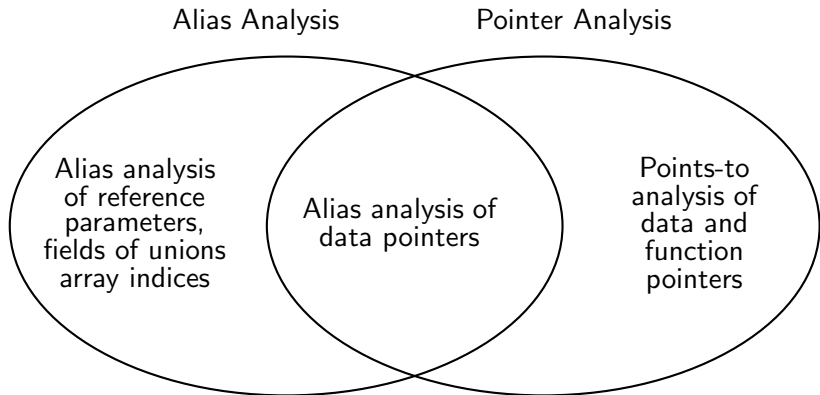 Alias Analysis
Pointer Analysis
Alias analysis
of reference
parameters,
fields of unions
array indices
Alias analysis of
data pointers
Points-to
analysis of
data and
function
pointers